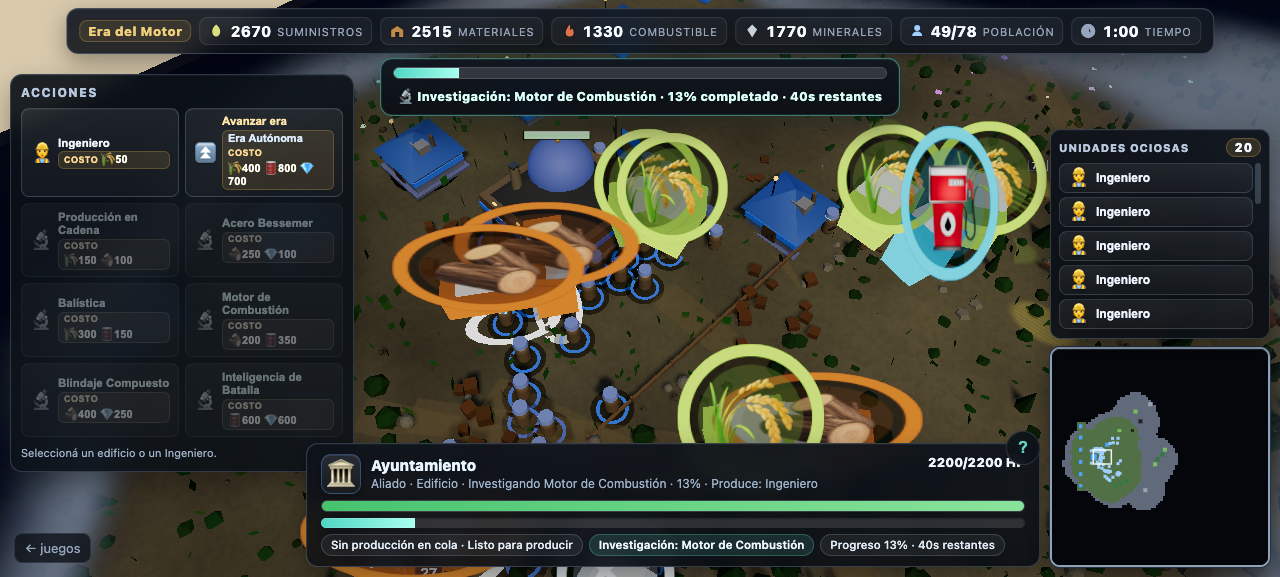 Era del Motor
2670 SUMINISTROS
2515 MATERIALES
1330 COMBUSTIBLE
1770 MINERALES
49/78 POBLACIÓN
1:00 TIEMPO
Investigación: Motor de Combustión · 13% completado · 40s restantes
ACCIONES
Ingeniero
COSTO 50
Avanzar era
Era Autónoma
COSTO
400 800
700
Producción en
Cadena
COSTO
150 100
Acero Bessemer
COSTO
250 100
Balística
COSTO
300 150
Motor de
Combustión
COSTO
200 350
Blindaje Compuesto
COSTO
400 250
Inteligencia de
Batalla
COSTO
600 600
Seleccioná un edificio o un Ingeniero.
UNIDADES OCIOSAS 20
Ingeniero
Ingeniero
Ingeniero
Ingeniero
Ingeniero
?
Ayuntamiento
2200/2200
Aliado · Edificio · Investigando Motor de Combustión · 13% · Produce: Ingeniero
Sin producción en cola · Listo para producir
Investigación: Motor de Combustión
Progreso 13% · 40s restantes
← juegos
27